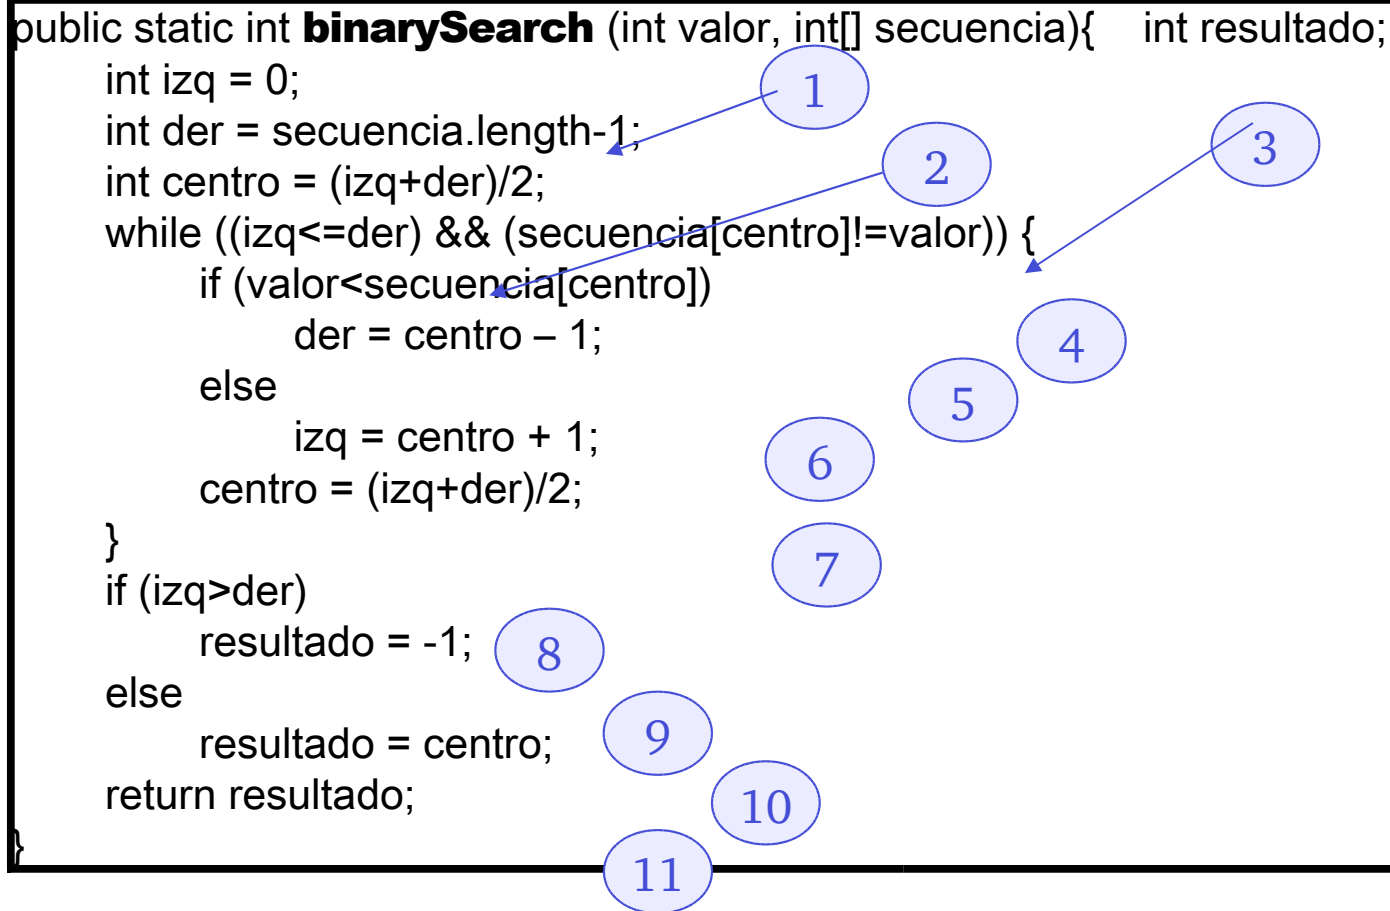 public static int binarySearch (int valor, int[] secuencia){ int resultado;
int izq = 0;
1
int der = secuencia.length-1;
2
3
int centro = (izq+der)/2;
while ((izq<=der) && (secuencia[centro]!=valor)) {
if (valor<secuencia[centro])
der = centro – 1;
4
else
5
izq = centro + 1;
6
centro = (izq+der)/2;
}
7
if (izq>der)
resultado = -1;
8
else
9
resultado = centro;
return resultado;
10
}
11